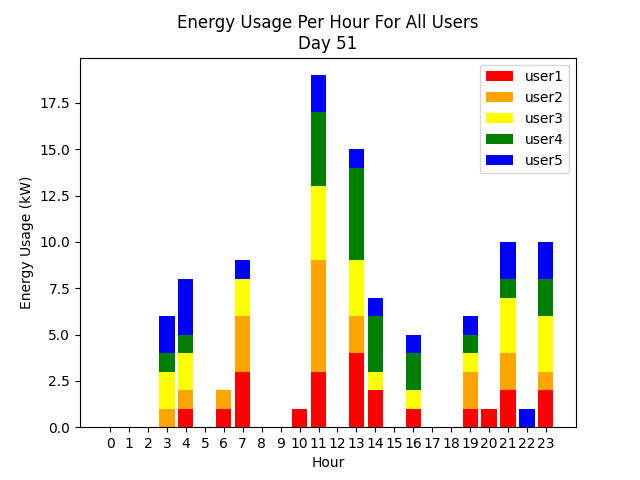 Energy Usage Per Hour For All Users
Day 51
user1
user2
user3
user4
user5
Energy Usage (kW)
17.5
15.0
12.5
10.0
7.5
5.0
2.5
0.0
0 1 2 3 4 5 6 7 8 9 10 11 12 13 14 15 16 17 18 19 20 21 22 23
Hour